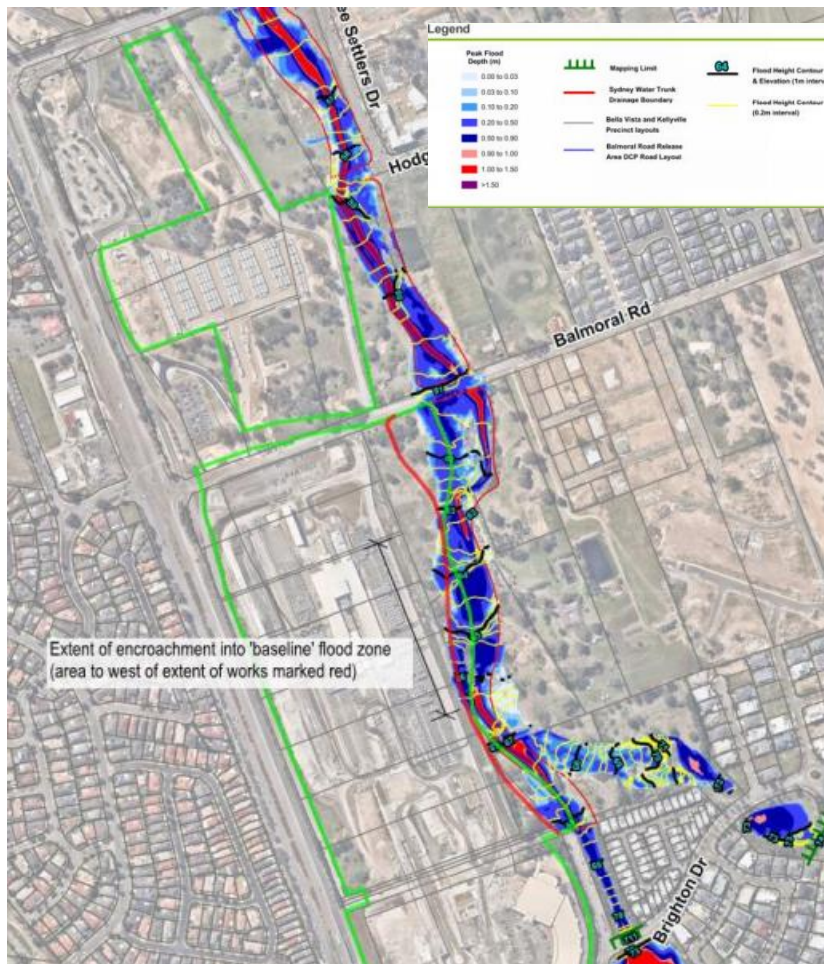 ee Settlers Dr
Hodg
Legend
Peak Flood
Depth (m)
0.00 to 0.03
0.03 to 0.10
0.10 to 0.20
0.20 to 0.50
0.50 to 0.90
0.90 to 1.00
1.00 to 1.50
>1.50
Mapping Limit
Sydney Water Trunk
Drainage Boundary
Bella Vista and Kellyville
Precinct layouts
Balmoral Road Release
Area DCP Road Layout
64
Flood Height Contour
& Elevation (1m interv
Flood Height Contour
(0.2m interval)
Balmoral Rd
Extent of encroachment into 'baseline' flood zone
(area to west of extent of works marked red)
Brighton Dr